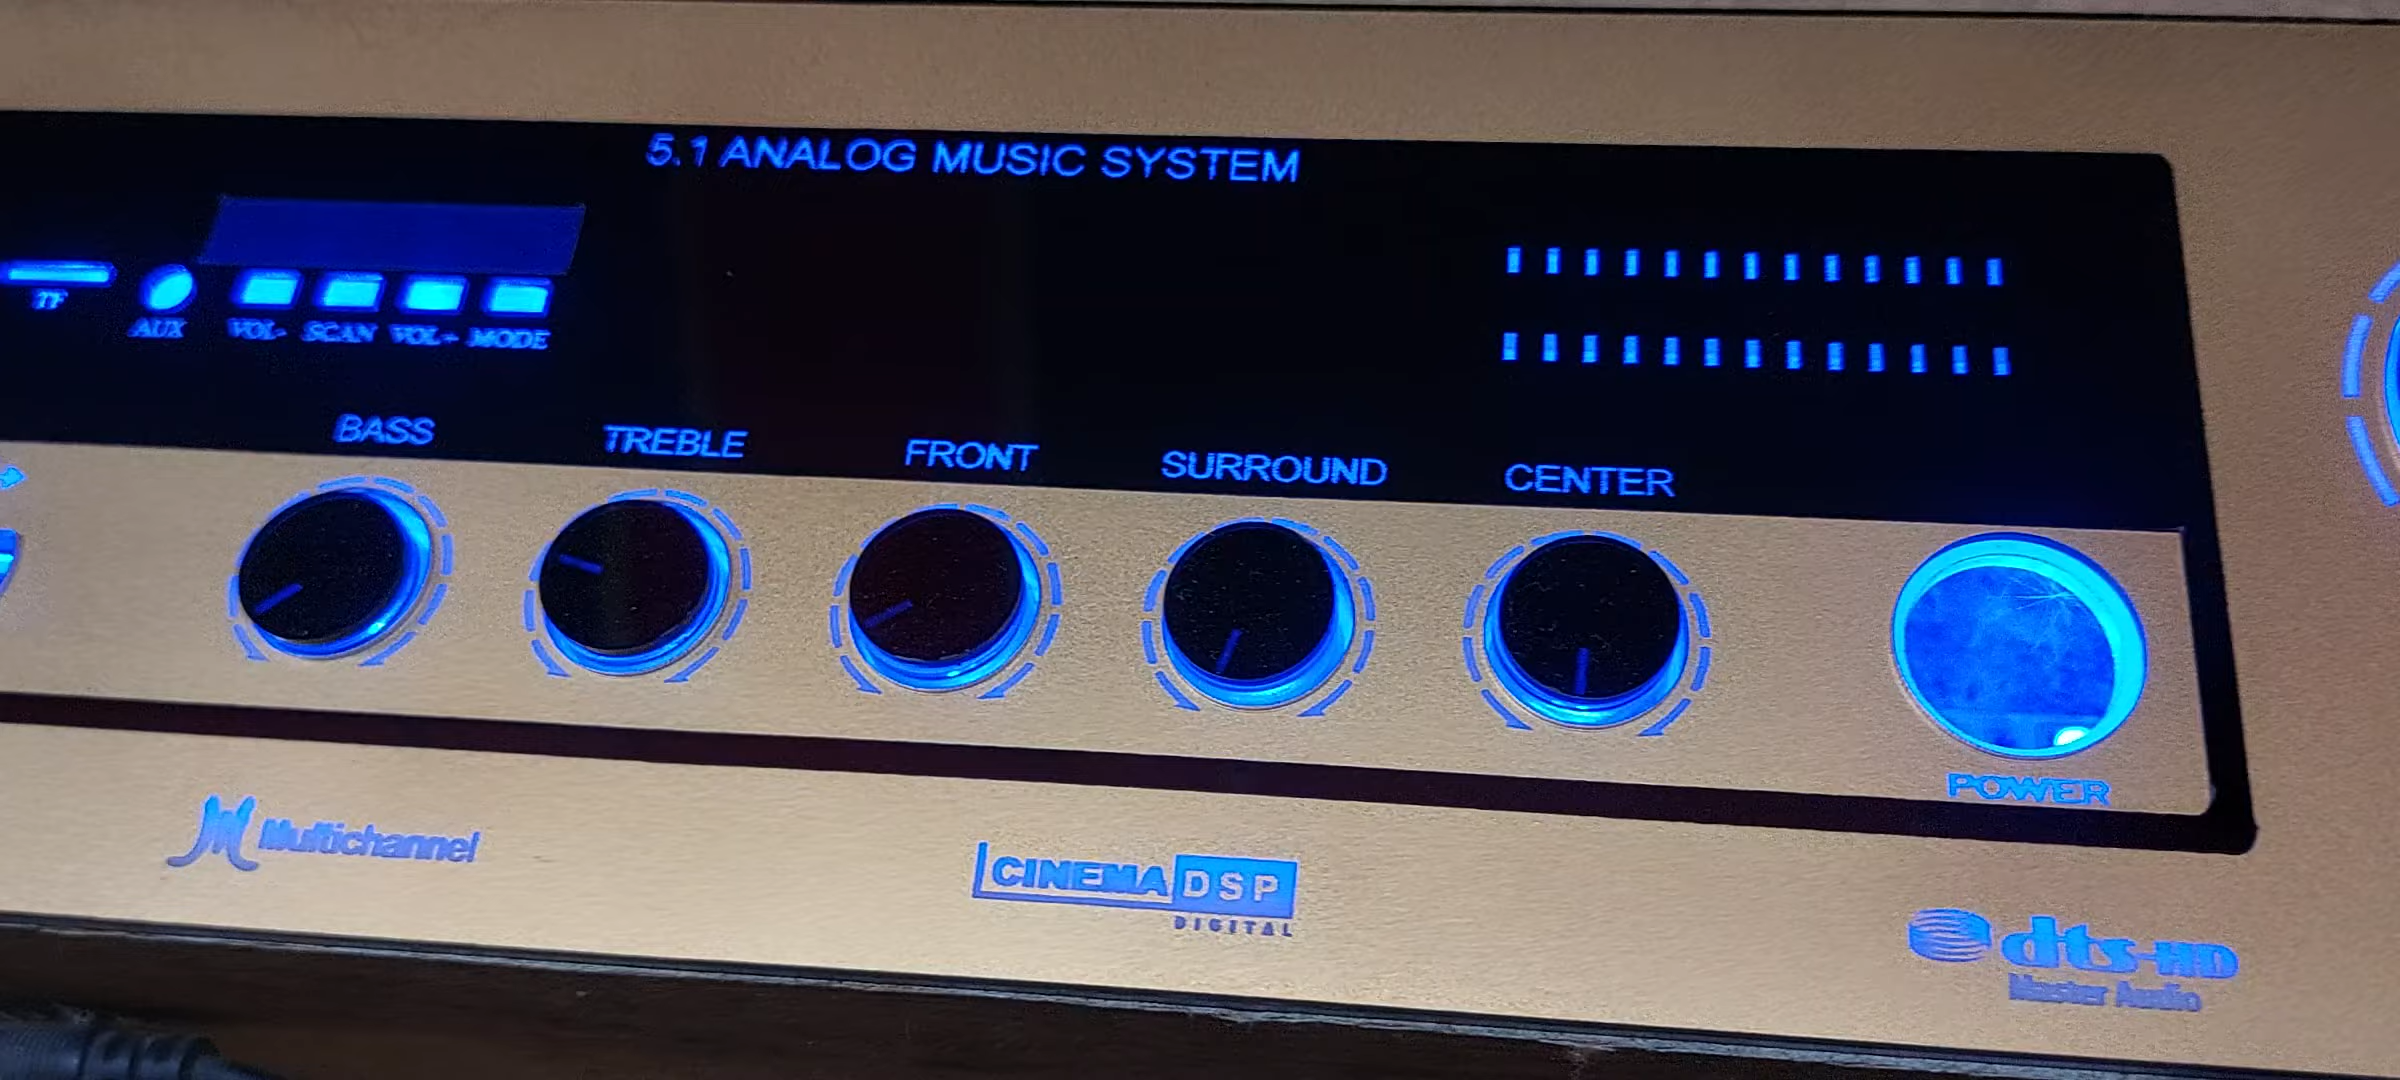 5.1 ANALOG MUSIC SYSTEM
TF
AUX
VOL- SCAN VOL+ MODE
BASS TREBLE FRONT SURROUND CENTER
POWER
Multichannel
CINEMA DSP
DIGITAL
dts-HD
Master Audio